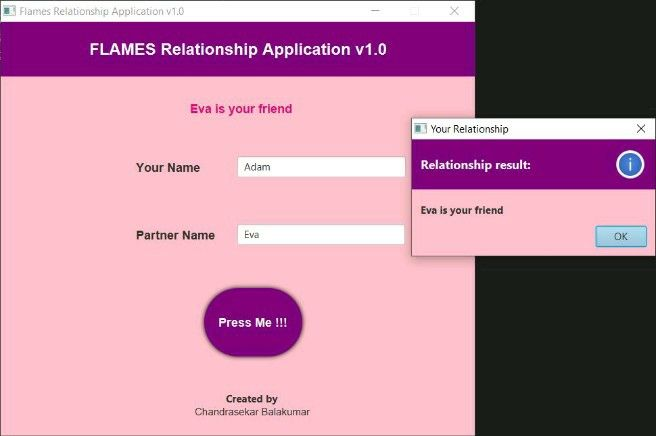 Flames Relationship Application v1.0
FLAMES Relationship Application v1.0
Eva is your friend
Your Name
Adam
Partner Name
Eva
Press Me !!!
Created by
Chandrasekar Balakumar
Your Relationship
Relationship result:
i
Eva is your friend
OK